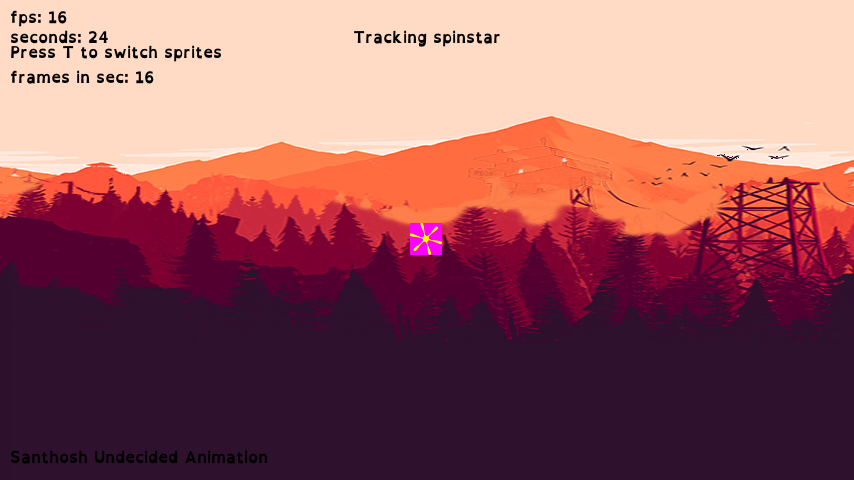 fps: 16
seconds: 24
Tracking spinstar
Press T to switch sprites
frames in sec: 16
Santhosh Undecided Animation